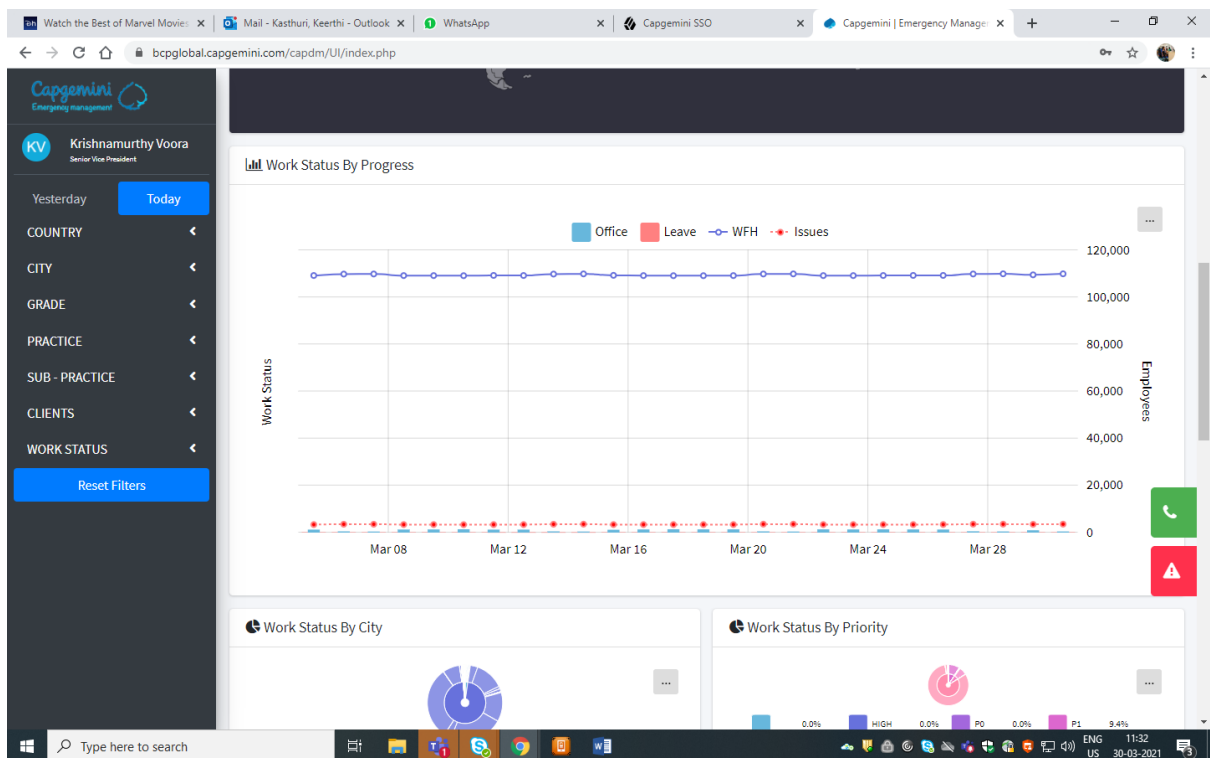 Watch the Best of Marvel Movies
Mail - Kasthuri, Keerthi - Outlook
WhatsApp
Capgemini SSO
Capgemini | Emergency Manage
bcpglobal.capgemini.com/capdm/UI/index.php
Capgemini
Emergency management
KV
Krishnamurthy Voora
Senior Vice President
Yesterday
Today
COUNTRY
CITY
GRADE
PRACTICE
SUB - PRACTICE
CLIENTS
WORK STATUS
Reset Filters
Work Status By Progress
...
Office Leave WFH Issues
120,000
100,000
80,000
60,000
40,000
20,000
0
Work Status
Employees
Mar 08 Mar 12 Mar 16 Mar 20 Mar 24 Mar 28
Work Status By City
...
Work Status By Priority
...
0.0% HIGH 0.0% P0 0.0% P1 9.4%
Type here to search
ENG 11:32
US 30-03-2021